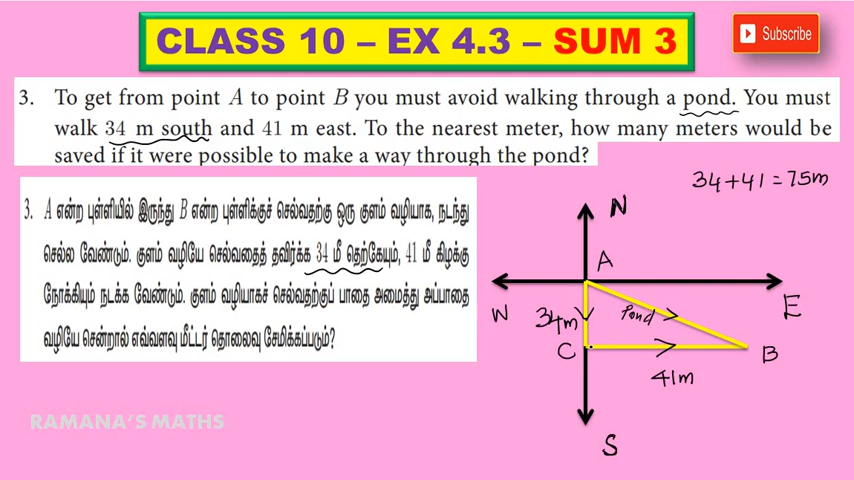 CLASS 10 – EX 4.3 – SUM 3
Subscribe
3. To get from point A to point B you must avoid walking through a pond. You must
walk 34 m south and 41 m east. To the nearest meter, how many meters would be
saved if it were possible to make a way through the pond?
34+41=75m
3. A என்ற புள்ளியில் இருந்து B என்ற புள்ளிக்குச் செல்வதற்கு ஒரு குளம் வழியாக, நடந்து
செல்ல வேண்டும். குளம் வழியே செல்வதைத் தவிர்க்க 34 மீ தெற்கேயும், 41 மீ கிழக்கு
நோக்கியும் நடக்க வேண்டும். குளம் வழியாகச் செல்வதற்குப் பாதை அமைத்து அப்பாதை
வழியே சென்றால் எவ்வளவு மீட்டர் தொலைவு சேமிக்கப்படும்?
N
A
W
E
34m
Pond
C
B
41m
S
RAMANA'S MATHS